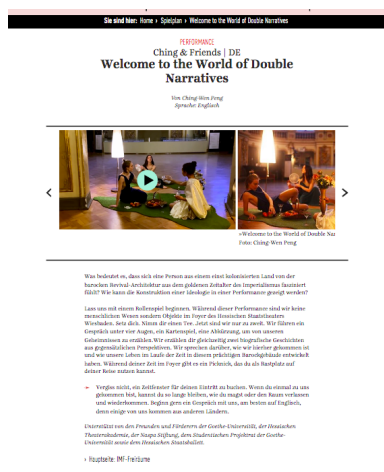 Sie sind hier: Home › Spielplan › Welcome to the World of Double Narratives
PERFORMANCE
Ching & Friends | DE
Welcome to the World of Double
Narratives
Von Ching-Wen Peng
Sprache: Englisch
»Welcome to the World of Double Nar
Foto: Ching-Wen Peng
Was bedeutet es, dass sich eine Person aus einem einst kolonisierten Land von der
barocken Revival-Architektur aus dem goldenen Zeitalter des Imperialismus fasziniert
fühlt? Wie kann die Konstruktion einer Ideologie in einer Performance gezeigt werden?
Lass uns mit einem Rollenspiel beginnen. Während dieser Performance sind wir keine
menschlichen Wesen sondern Objekte im Foyer des Hessischen Staatstheaters
Wiesbaden. Setz dich. Nimm dir einen Tee. Jetzt sind wir nur zu zweit. Wir führen ein
Gespräch unter vier Augen, ein Kartenspiel, eine Abkürzung, um von unseren
Geheimnissen zu erzählen. Wir erzählen dir gleichzeitig zwei biografische Geschichten
aus gegensätzlichen Perspektiven. Wir sprechen darüber, wie wir hierher gekommen ist
und wie unsere Leben im Laufe der Zeit in diesem prächtigen Barockgebäude entwickelt
haben. Während deiner Zeit im Foyer gibt es ein Picknick, das du als Rastplatz auf
deiner Reise nutzen kannst.
Vergiss nicht, ein Zeitfenster für deinen Eintritt zu buchen. Wenn du einmal zu uns
gekommen bist, kannst du so lange bleiben, wie du magst oder den Raum verlassen
und wiederkommen. Beginn gern ein Gespräch mit uns, am besten auf Englisch,
denn einige von uns kommen aus anderen Ländern.
Unterstützt von den Freunden und Förderern der Goethe-Universität, der Hessischen
Theaterakademie, der Naspa Stiftung, dem Studentischen Projektrat der Goethe-
Universität sowie dem Hessischen Staatsballett.
› Hauptseite: IMF-Freiräume